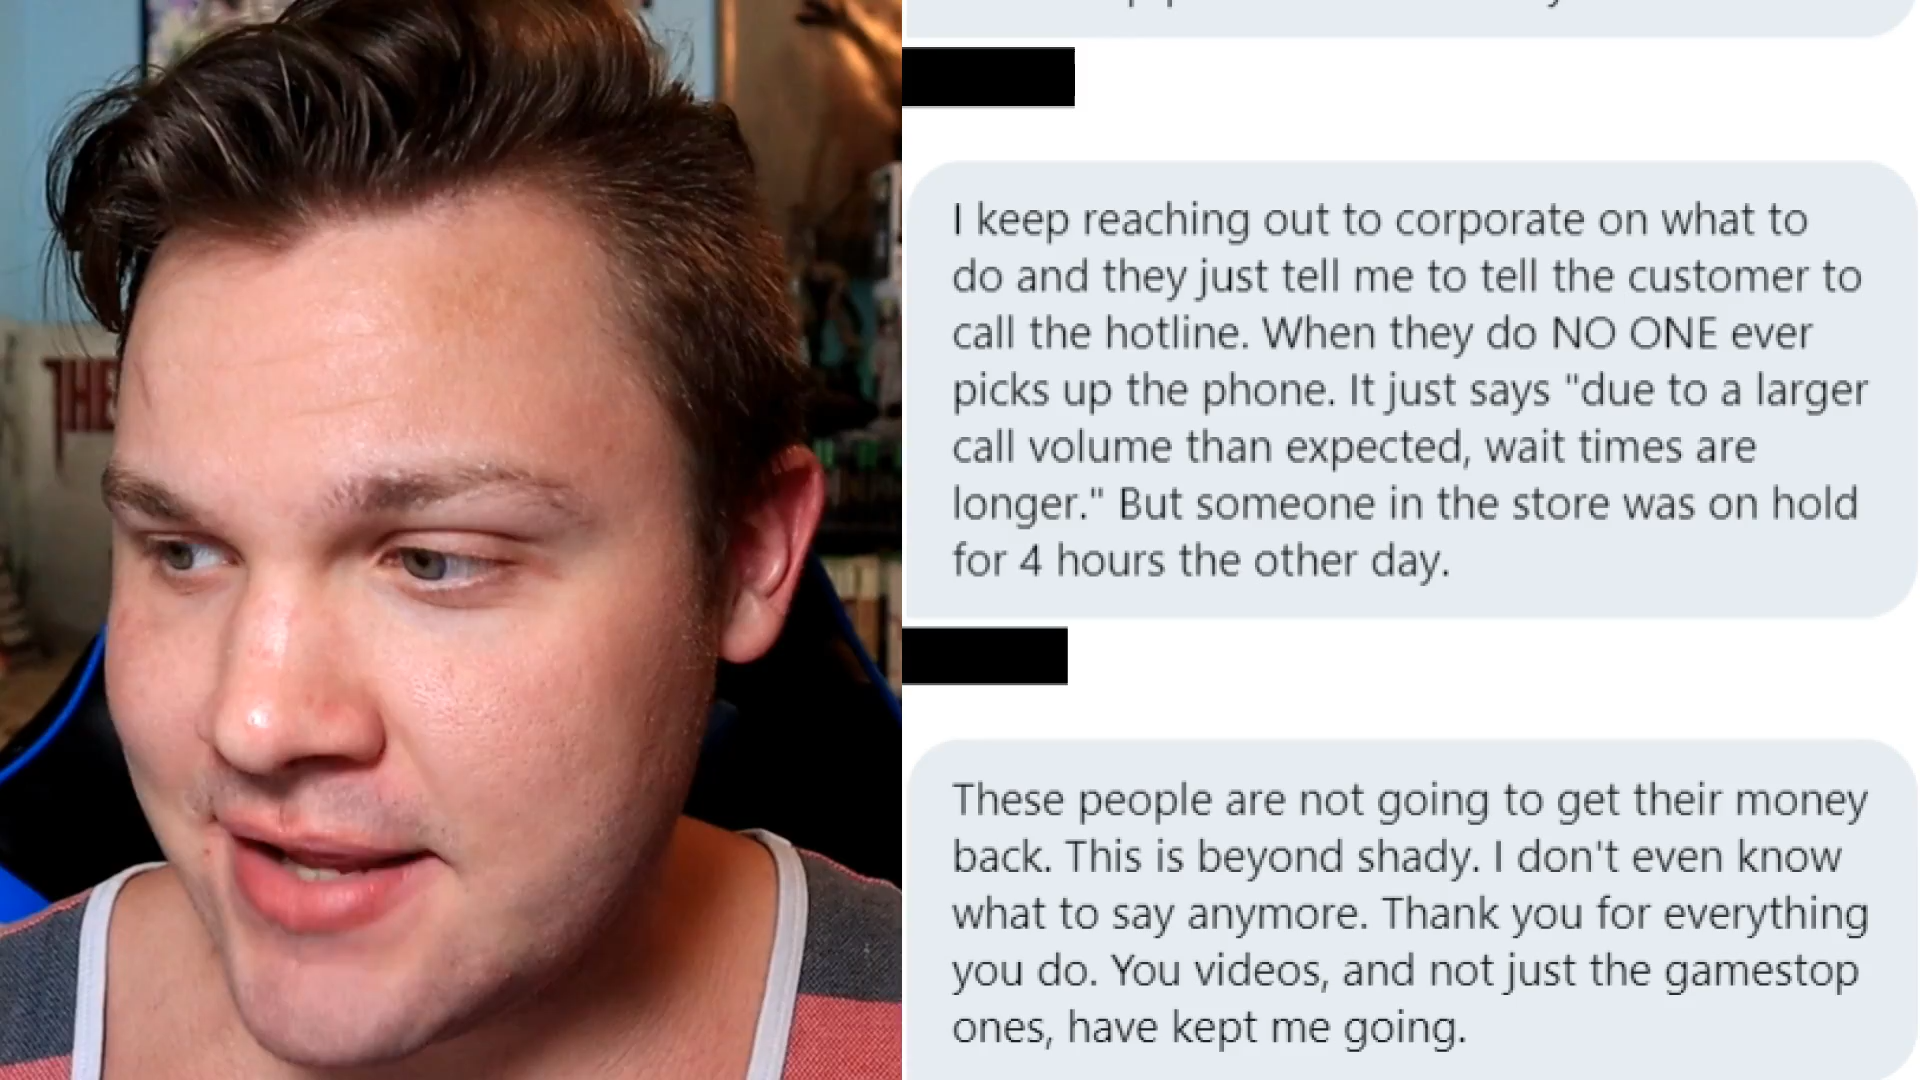 THE
I keep reaching out to corporate on what to
do and they just tell me to tell the customer to
call the hotline. When they do NO ONE ever
picks up the phone. It just says "due to a larger
call volume than expected, wait times are
longer." But someone in the store was on hold
for 4 hours the other day.
These people are not going to get their money
back. This is beyond shady. I don't even know
what to say anymore. Thank you for everything
you do. You videos, and not just the gamestop
ones, have kept me going.